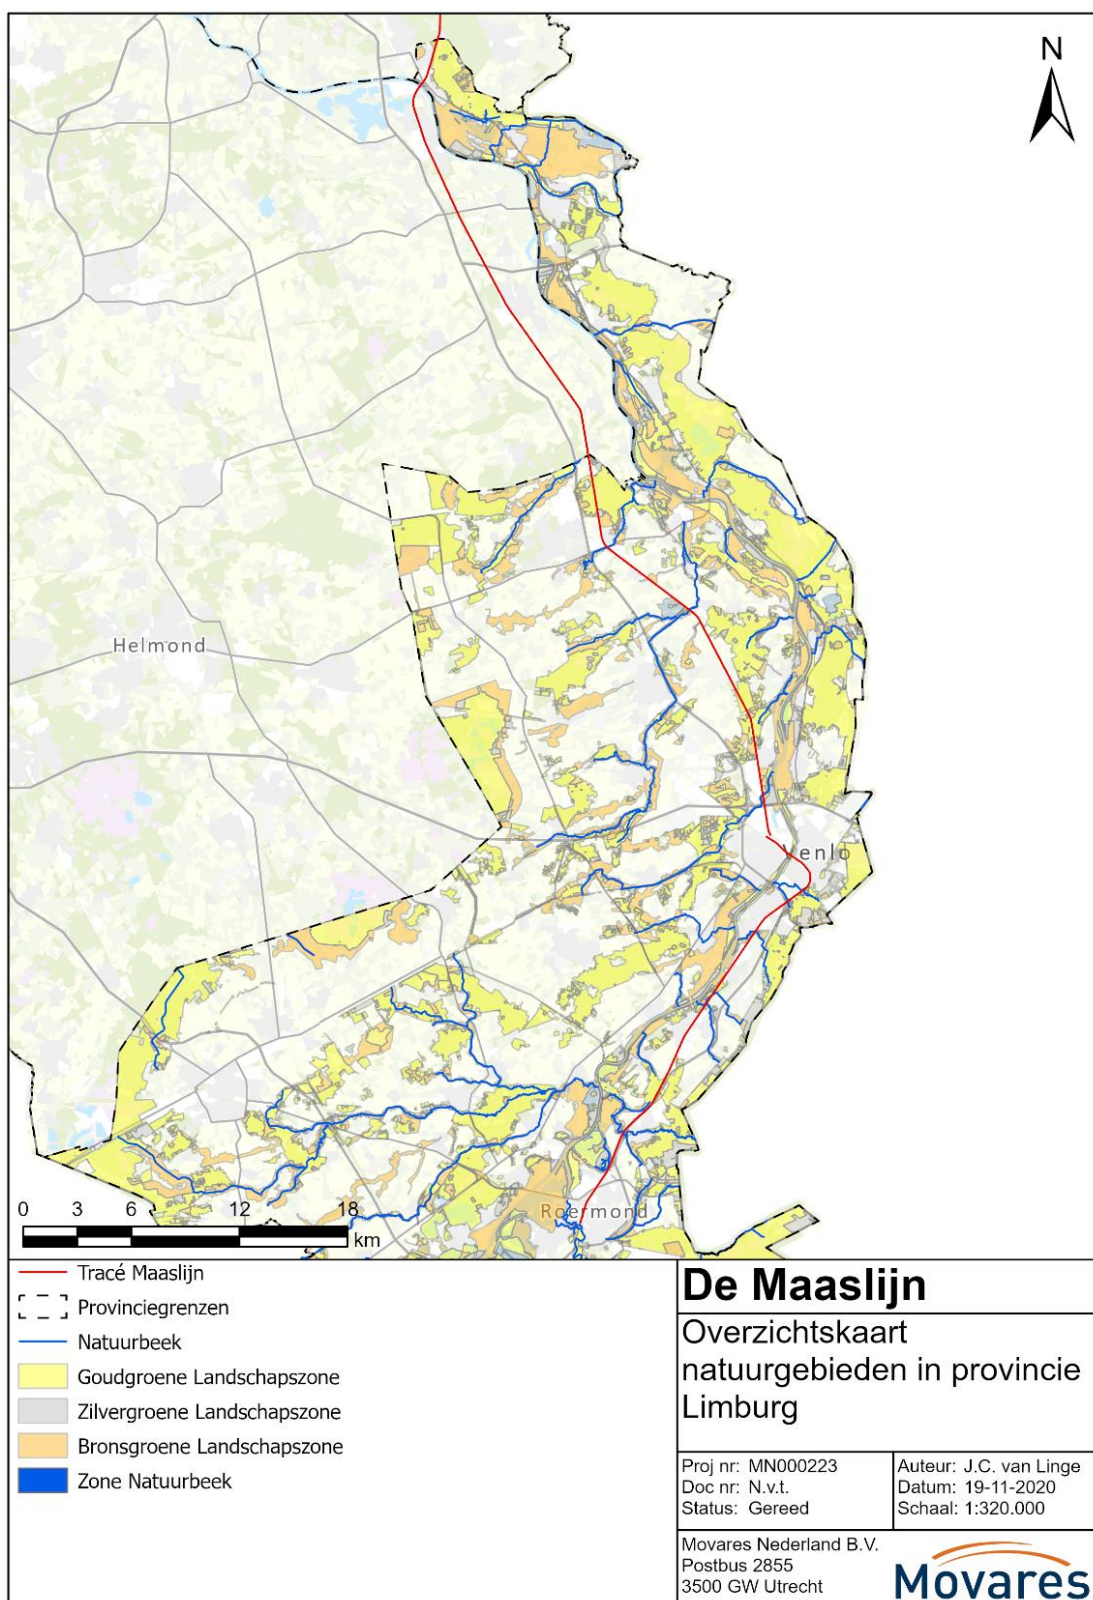 N
Helmond
enlo
Roermond
0 3 6 12 18
km
Tracé Maaslijn
Provinciegrenzen
Natuurbeek
Goudgroene Landschapszone
Zilvergroene Landschapszone
Bronsgroene Landschapszone
Zone Natuurbeek
De Maaslijn
Overzichtskaart
natuurgebieden in provincie
Limburg
Proj nr: MN000223
Doc nr: N.v.t.
Status: Gereed
Auteur: J.C. van Linge
Datum: 19-11-2020
Schaal: 1:320.000
Movares Nederland B.V.
Postbus 2855
3500 GW Utrecht
Movares